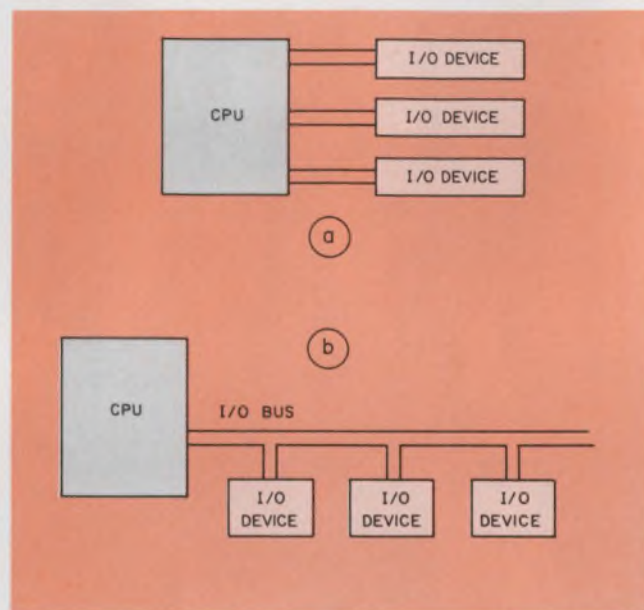 CPU
I/O DEVICE
I/O DEVICE
I/O DEVICE
a
b
CPU
I/O BUS
I/O
DEVICE
I/O
DEVICE
I/O
DEVICE